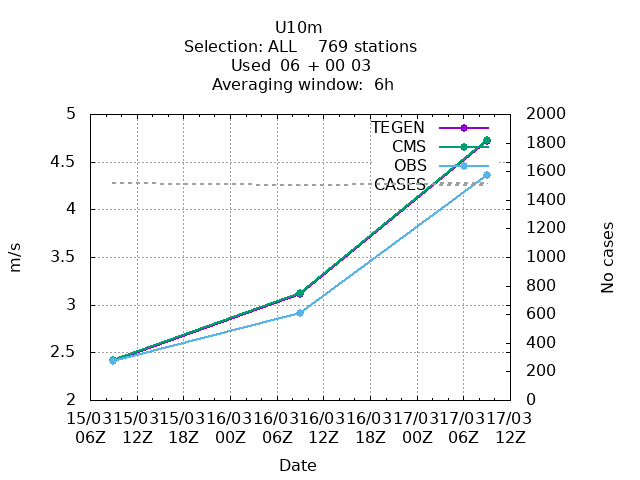 U10m
Selection: ALL    769 stations
Used 06 + 00 03
Averaging window:  6h
5 2000
TEGEN 1800
CMS
4.5 OBS 1600
CASES 1400
4 1200
3.5 1000
800
3 600
400
2.5 200
2 0
m/s
No cases
15/03 15/03 15/03 16/03 16/03 16/03 16/03 17/03 17/03 17/03
06Z 12Z 18Z 00Z 06Z 12Z 18Z 00Z 06Z 12Z
Date